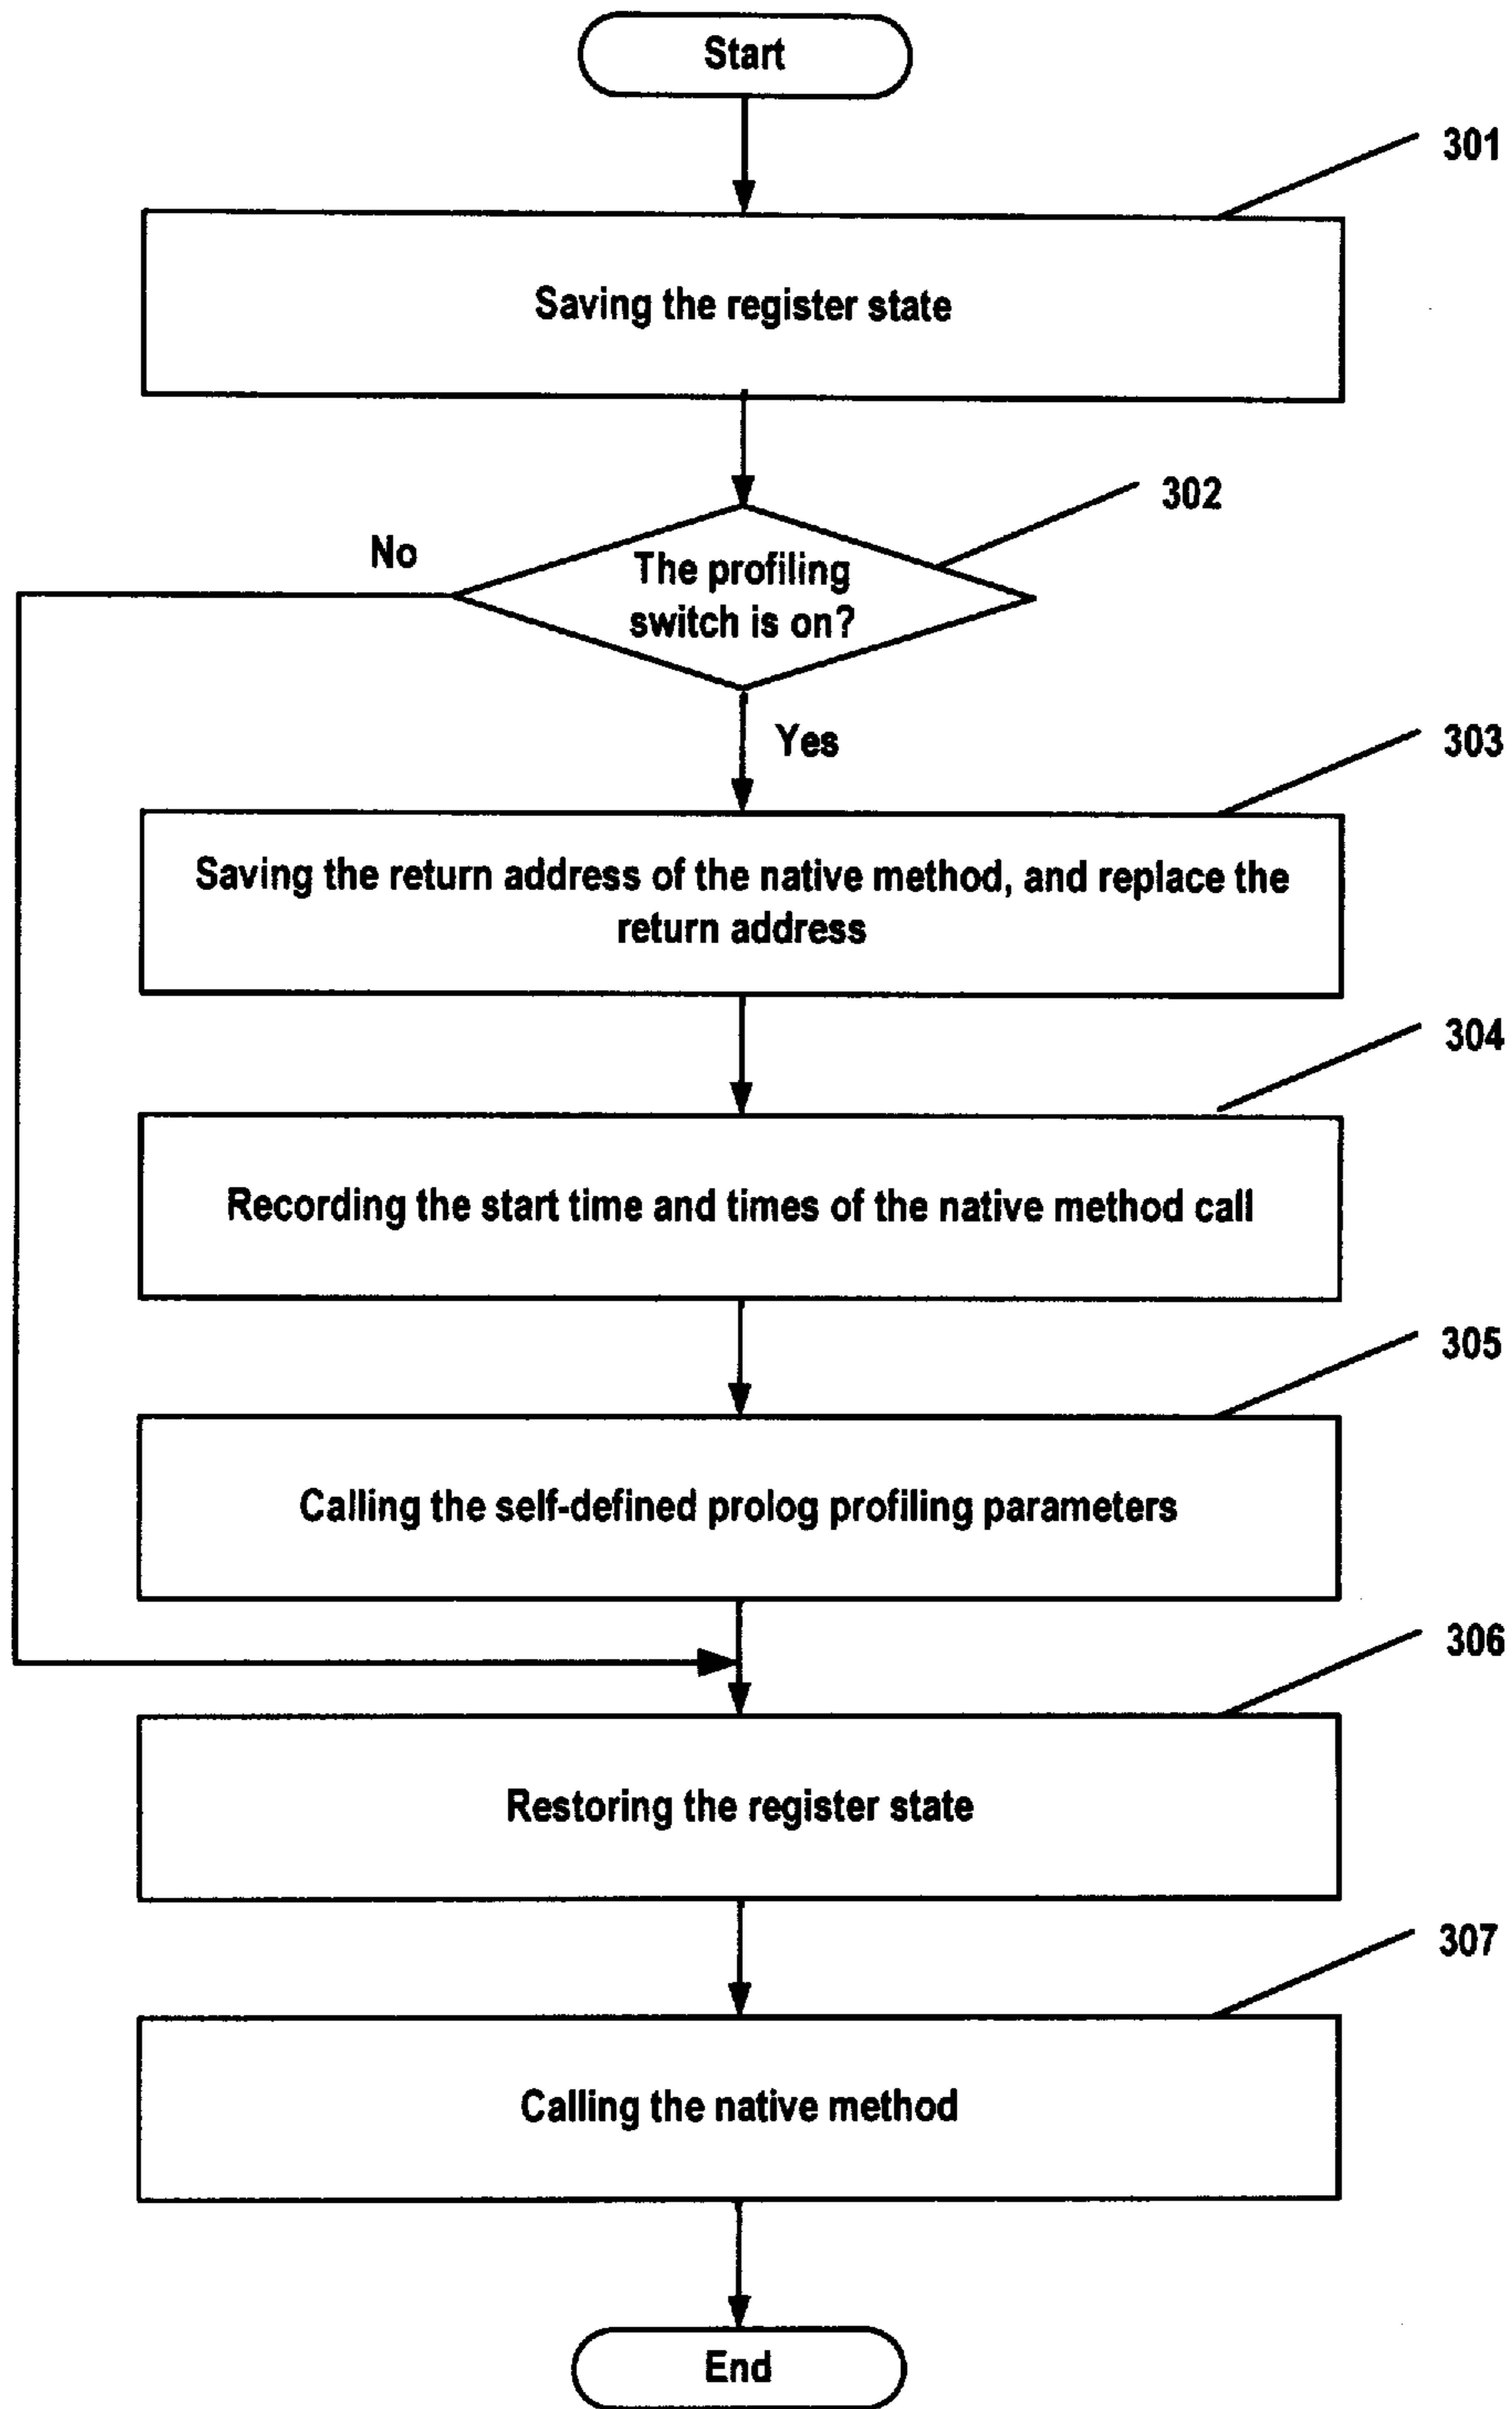 Start
301
Saving the register state
302
No
The profiling
switch is on?
Yes
303
Saving the return address of the native method, and replace the
return address
304
Recording the start time and times of the native method call
305
Calling the self-defined prolog profiling parameters
306
Restoring the register state
307
Calling the native method
End